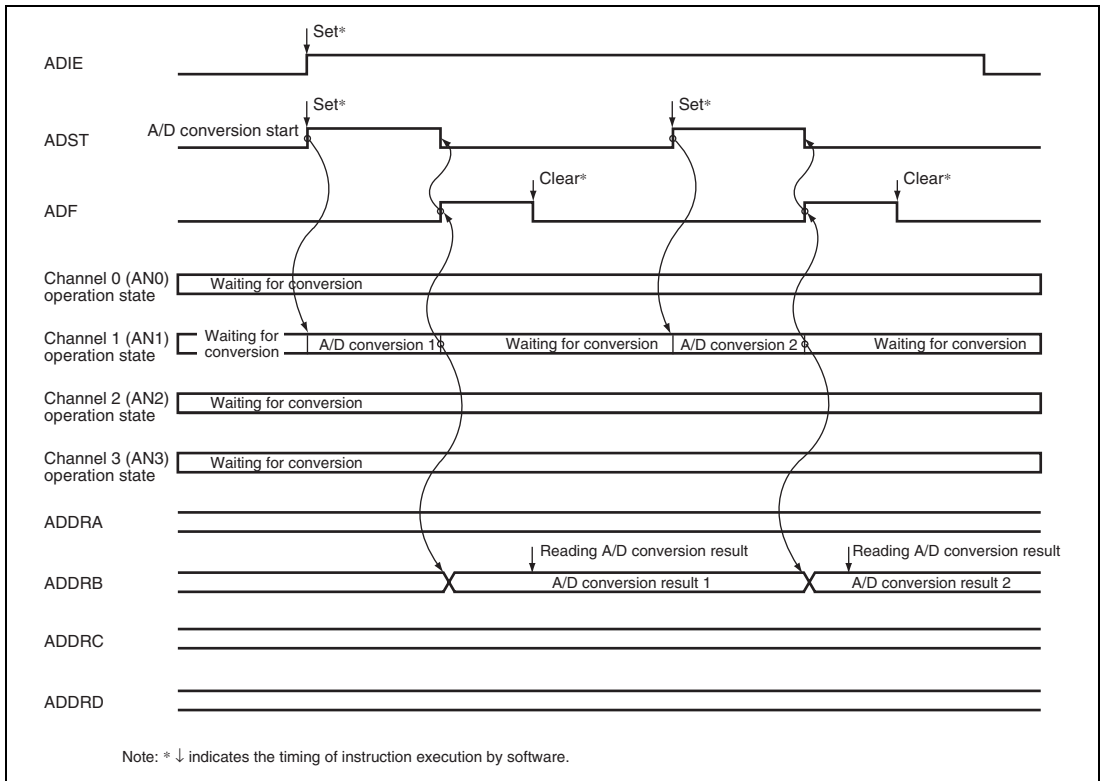 Set*
ADIE
Set*
Set*
A/D conversion start
ADST
Clear*
Clear*
ADF
Channel 0 (AN0)
operation state
Waiting for conversion
Channel 1 (AN1)
operation state
Waiting for
conversion
A/D conversion 1
Waiting for conversion
A/D conversion 2
Waiting for conversion
Channel 2 (AN2)
operation state
Waiting for conversion
Channel 3 (AN3)
operation state
Waiting for conversion
ADDRA
Reading A/D conversion result
Reading A/D conversion result
ADDRB
A/D conversion result 1
A/D conversion result 2
ADDRC
ADDRD
Note: * ↓ indicates the timing of instruction execution by software.